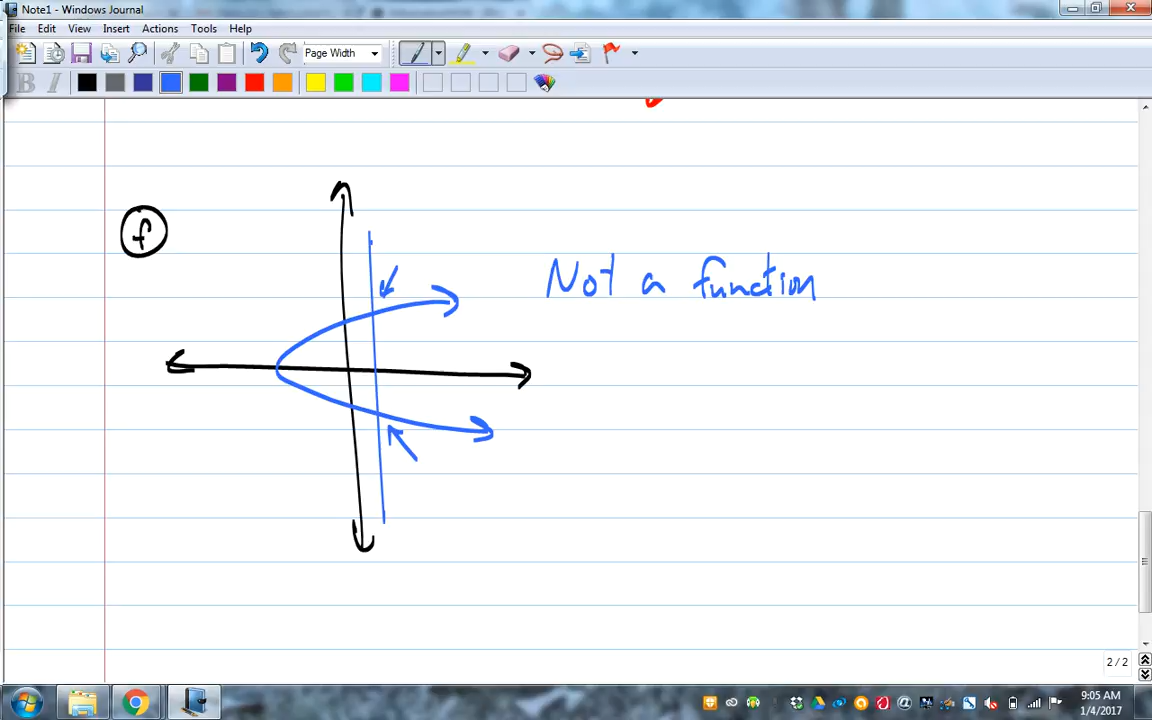 Note1 - Windows Journal
File Edit View Insert Actions Tools Help
Page Width
B I
f
Not a function
2 / 2
9:05 AM
1/4/2017